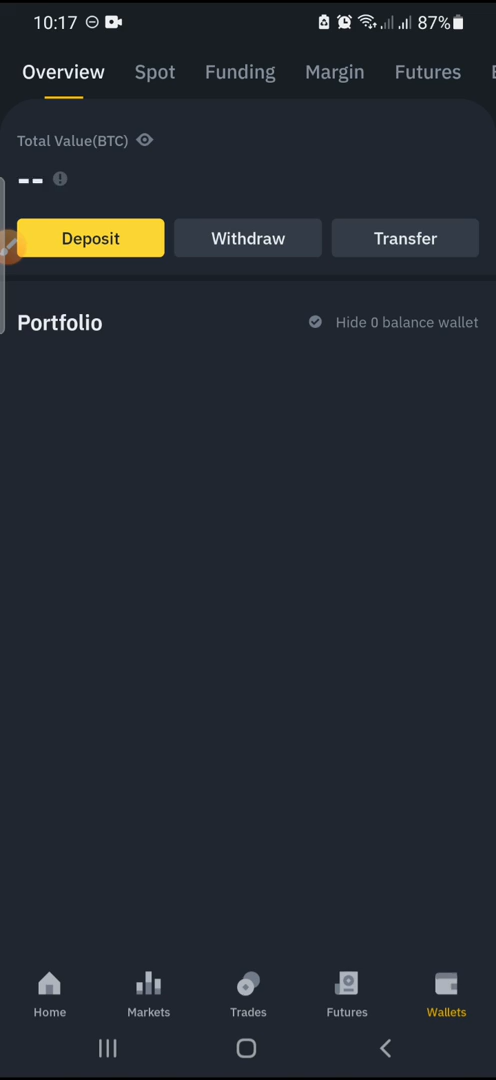 10:17 87%
Overview Spot Funding Margin Futures
Total Value(BTC)
--
Deposit Withdraw Transfer
Portfolio Hide 0 balance wallet
Home Markets Trades Futures Wallets